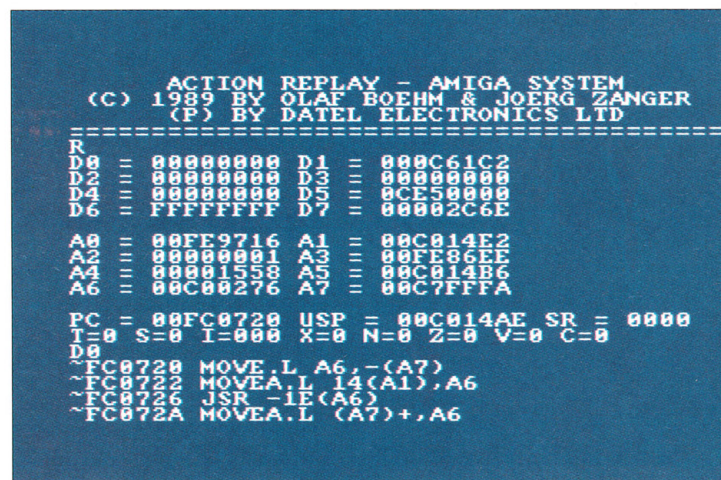 ACTION REPLAY - AMIGA SYSTEM
(C) 1989 BY OLAF BOEHM & JOERG ZANGER
(P) BY DATEL ELECTRONICS LTD
==========================================
R
D0 = 00000000 D1 = 000C61C2
D2 = 00000000 D3 = 00000000
D4 = 00000000 D5 = 0CE50000
D6 = FFFFFFFF D7 = 00002C6E
A0 = 00FE9716 A1 = 00C014E2
A2 = 00000001 A3 = 00FE86EE
A4 = 00001558 A5 = 00C014B6
A6 = 00C00276 A7 = 00C7FFFA
PC = 00FC0720 USP = 00C014AE SR = 0000
T=0 S=0 I=000 X=0 N=0 Z=0 V=0 C=0
D0
~FC0720 MOVE.L A6,-(A7)
~FC0722 MOVEA.L 14(A1),A6
~FC0726 JSR -1E(A6)
~FC072A MOVEA.L (A7)+,A6